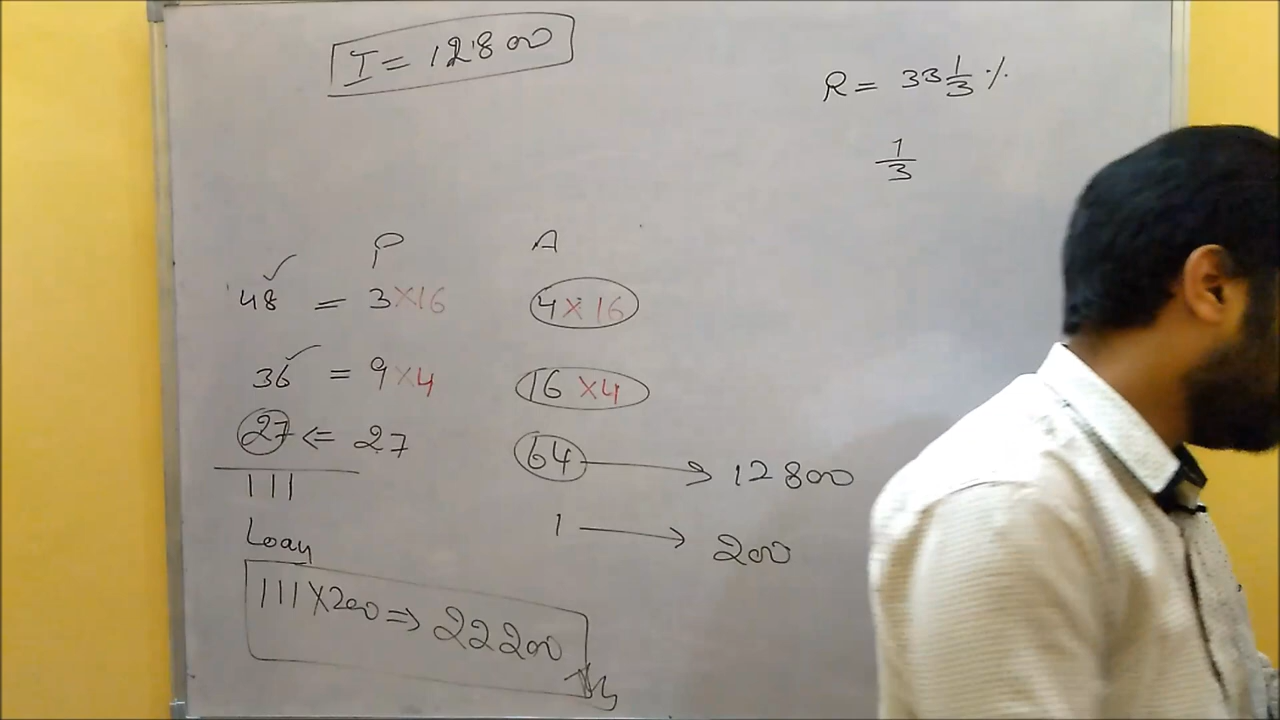 I = 12800
R = 33 1/3 %
1/3
P A
48 ✓ = 3×16 4×16
36 ✓ = 9×4 16×4
27 ⇐ 27 64 → 12800
111 1 → 200
Loan
111×200 ⇒ 22200